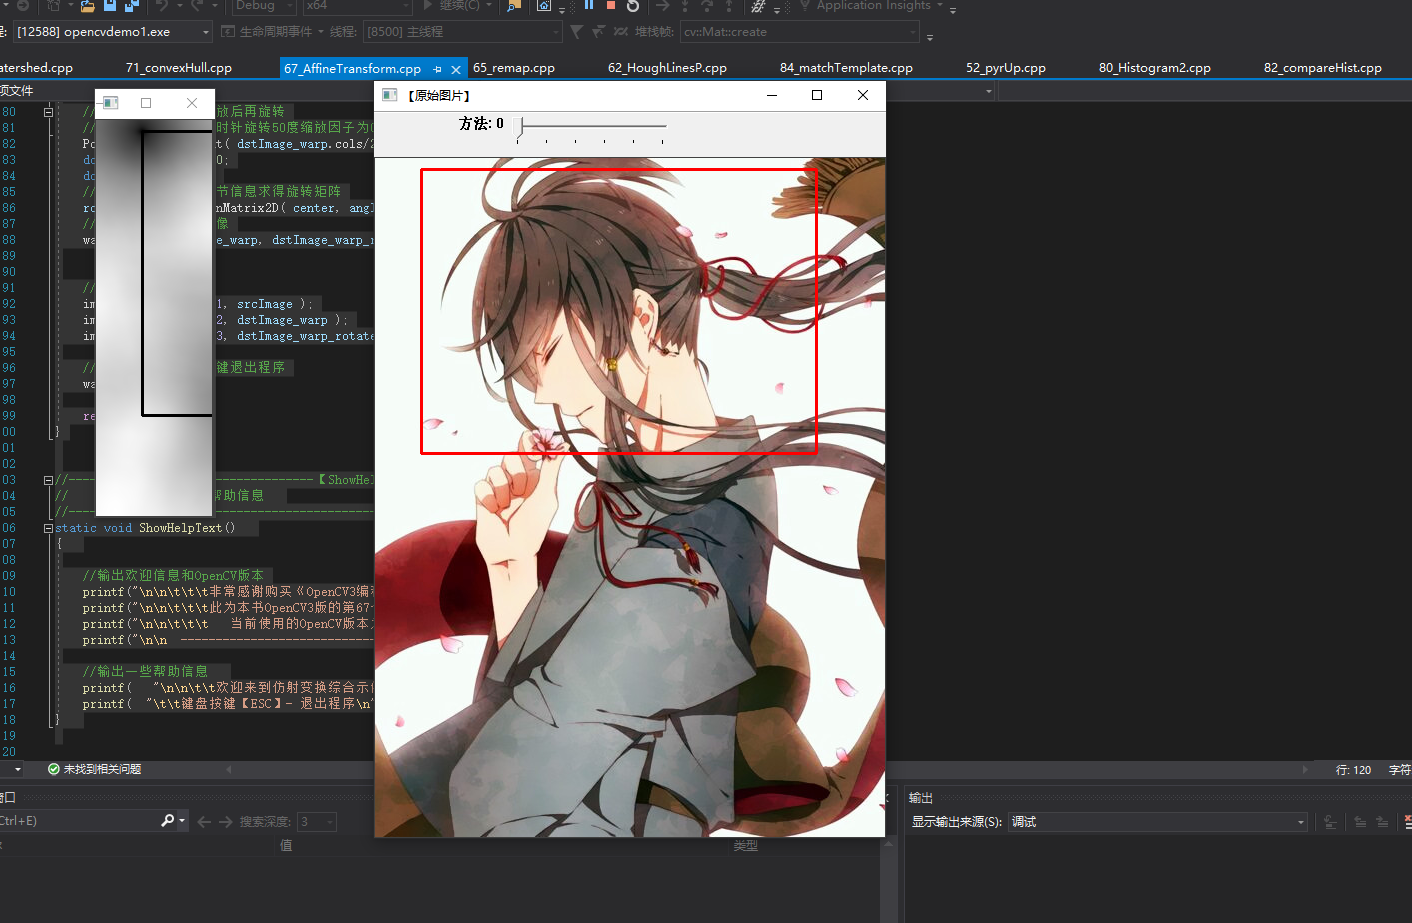 Debug
x64
继续(C)
Application Insights
程: [12588] opencvdemo1.exe
生命周期事件
线程: [8500] 主线程
堆栈帧: cv::Mat::create
atershed.cpp
71_convexHull.cpp
67_AffineTransform.cpp
65_remap.cpp
62_HoughLinesP.cpp
84_matchTemplate.cpp
52_pyrUp.cpp
80_Histogram2.cpp
82_compareHist.cpp
项文件
【原始图片】
方法: 0
80 // 放后再旋转
81 // 时针旋转50度缩放因子为
82 Po t( dstImage_warp.cols/2
83 do 0;
84 do
85 // 节信息求得旋转矩阵
86 ro nMatrix2D( center, angl
87 // 像
88 wa e_warp, dstImage_warp_r
89
90
91 //
92 im 1, srcImage );
93 im 2, dstImage_warp );
94 im 3, dstImage_warp_rotate
95
96 // 键退出程序
97 wa
98
99 re
00 }
01
02
03 //-----------------------------------【ShowHel
04 // 帮助信息
05 //-------------------------------------------
06 static void ShowHelpText()
07 {
08
09 //输出欢迎信息和OpenCV版本
10 printf("\n\n\t\t\t非常感谢购买《OpenCV3编程
11 printf("\n\n\t\t\t此为本书OpenCV3版的第67
12 printf("\n\n\t\t\t 当前使用的OpenCV版本
13 printf("\n\n ----------------------------
14
15 //输出一些帮助信息
16 printf( "\n\n\t\t欢迎来到仿射变换综合示
17 printf( "\t\t键盘按键【ESC】- 退出程序\n"
18 }
19
20
未找到相关问题
行: 120
字符
窗口
Ctrl+E)
搜索深度: 3
值
类型
输出
显示输出来源(S): 调试